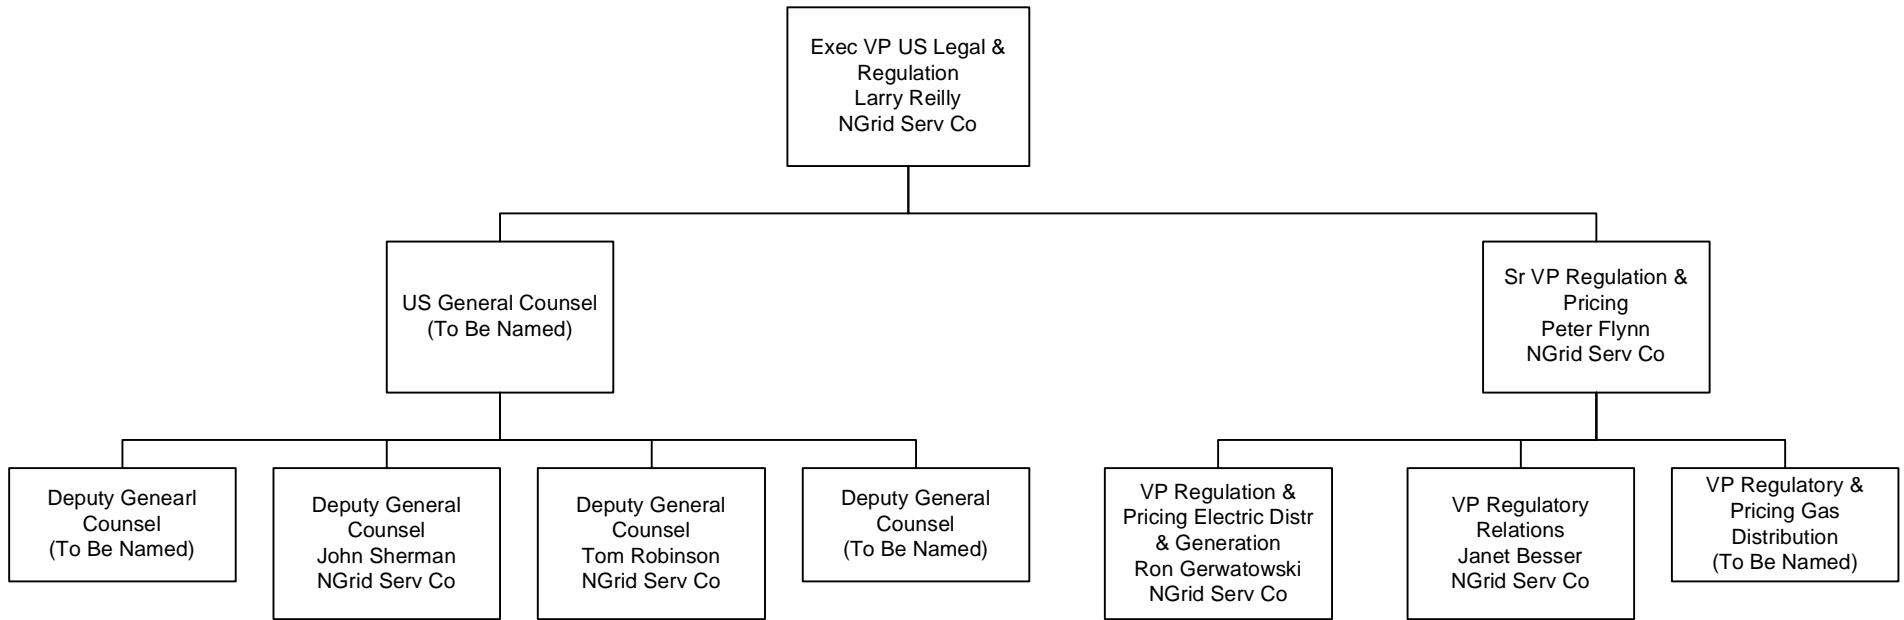 Exec VP US Legal &
Regulation
Larry Reilly
NGrid Serv Co
US General Counsel
(To Be Named)
Sr VP Regulation &
Pricing
Peter Flynn
NGrid Serv Co
Deputy Genearl
Counsel
(To Be Named)
Deputy General
Counsel
John Sherman
NGrid Serv Co
Deputy General
Counsel
Tom Robinson
NGrid Serv Co
Deputy General
Counsel
(To Be Named)
VP Regulation &
Pricing Electric Distr
& Generation
Ron Gerwatowski
NGrid Serv Co
VP Regulatory
Relations
Janet Besser
NGrid Serv Co
VP Regulatory &
Pricing Gas
Distribution
(To Be Named)